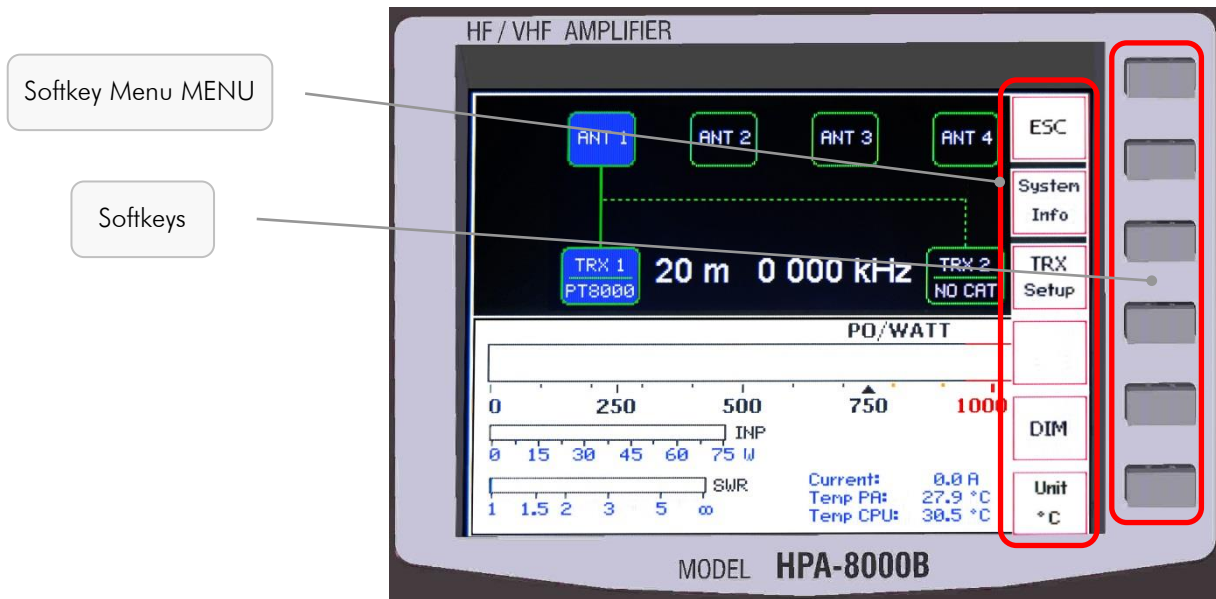 HF / VHF AMPLIFIER
Softkey Menu MENU
Softkeys
ANT 1 ANT 2 ANT 3 ANT 4
ESC
System
Info
TRX 1
PT8000
20 m 0 000 kHz
TRX 2
NO CAT
TRX
Setup
PO/WATT
0 250 500 750 1000
INP
0 15 30 45 60 75 W
SWR
1 1.5 2 3 5 ∞
Current: 0.0 A
Temp PA: 27.9 °C
Temp CPU: 30.5 °C
DIM
Unit
°C
MODEL HPA-8000B